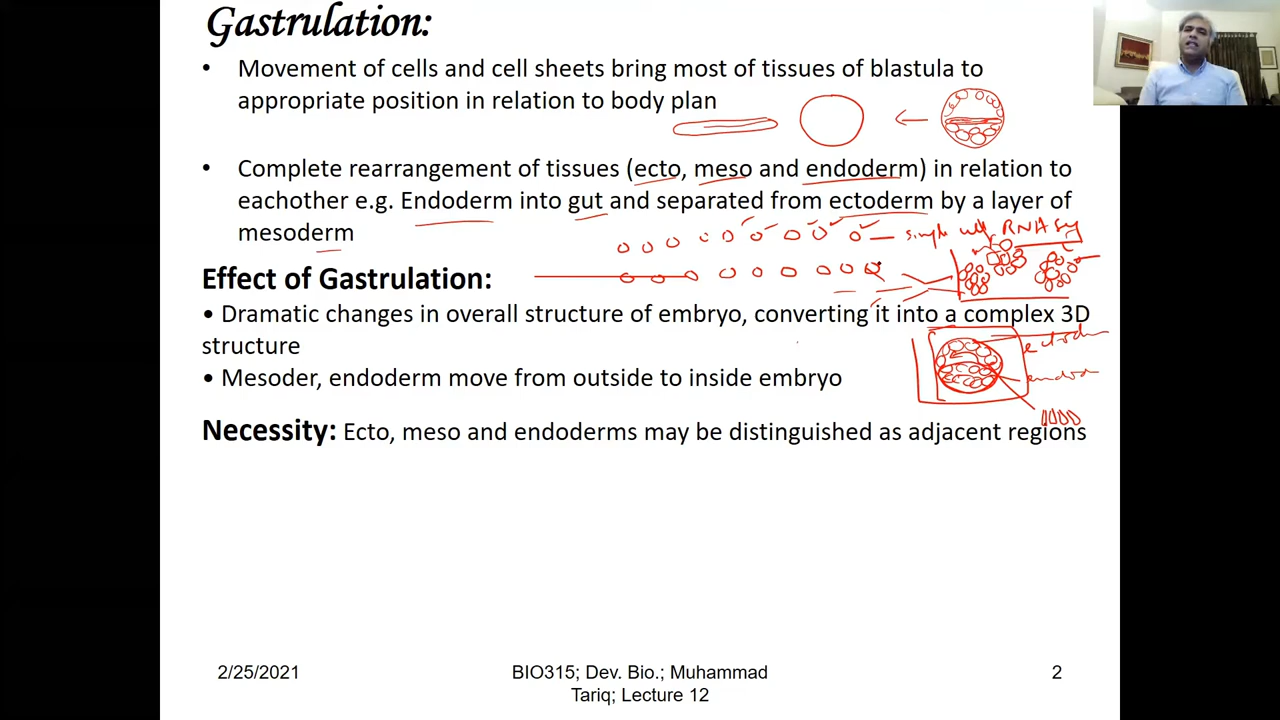 Gastrulation:
• Movement of cells and cell sheets bring most of tissues of blastula to
appropriate position in relation to body plan
• Complete rearrangement of tissues (ecto, meso and endoderm) in relation to
eachother e.g. Endoderm into gut and separated from ectoderm by a layer of
mesoderm
single cell RNA seq
Effect of Gastrulation:
• Dramatic changes in overall structure of embryo, converting it into a complex 3D
structure
• Mesoder, endoderm move from outside to inside embryo
Necessity: Ecto, meso and endoderms may be distinguished as adjacent regions
2/25/2021
BIO315; Dev. Bio.; Muhammad
Tariq; Lecture 12
2